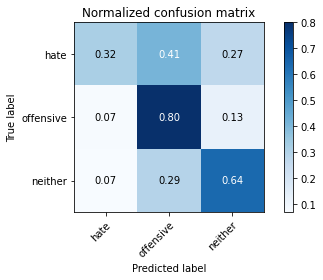 Normalized confusion matrix
True label
hate 0.32 0.41 0.27
offensive 0.07 0.80 0.13
neither 0.07 0.29 0.64
hate offensive neither
Predicted label
0.8
0.7
0.6
0.5
0.4
0.3
0.2
0.1